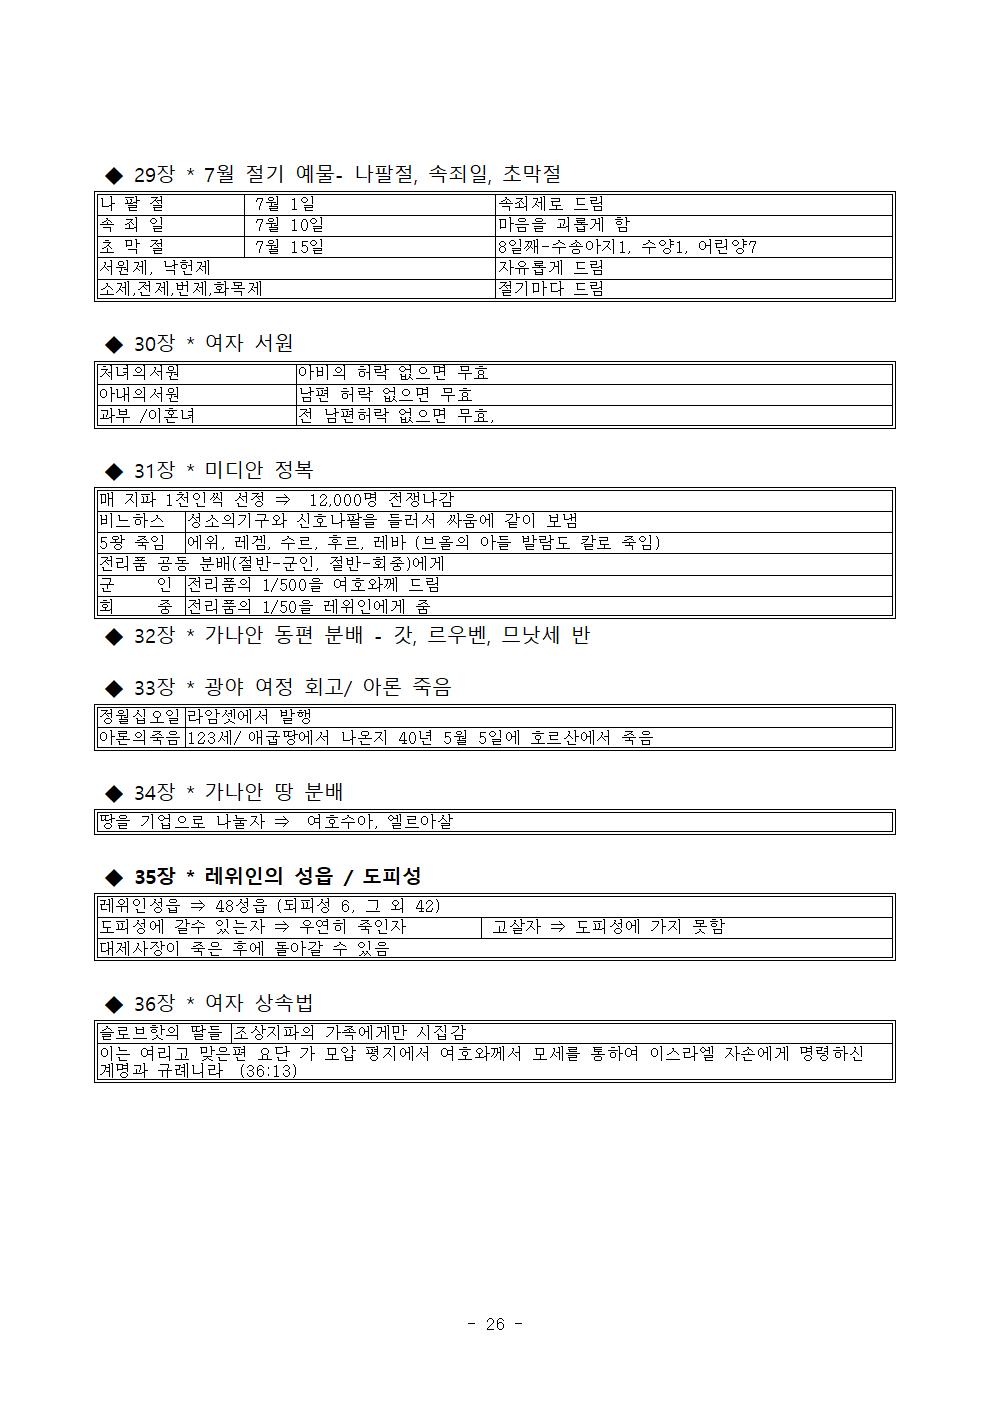 ◆ 29장 * 7월 절기 예물- 나팔절, 속죄일, 초막절
나 팔 절 7월 1일 속죄제로 드림
속 죄 일 7월 10일 마음을 괴롭게 함
초 막 절 7월 15일 8일째-수송아지1, 수양1, 어린양7
서원제, 낙헌제 자유롭게 드림
소제,전제,번제,화목제 절기마다 드림
◆ 30장 * 여자 서원
처녀의서원 아비의 허락 없으면 무효
아내의서원 남편 허락 없으면 무효
과부 /이혼녀 전 남편허락 없으면 무효,
◆ 31장 * 미디안 정복
매 지파 1천인씩 선정 ⇒ 12,000명 전쟁나감
비느하스 성소의기구와 신호나팔을 들러서 싸움에 같이 보냄
5왕 죽임 에위, 레겜, 수르, 후르, 레바 (브올의 아들 발람도 칼로 죽임)
전리품 공동 분배(절반-군인, 절반-회중)에게
군 인 전리품의 1/500을 여호와께 드림
회 중 전리품의 1/50을 레위인에게 줌
◆ 32장 * 가나안 동편 분배 - 갓, 르우벤, 므낫세 반
◆ 33장 * 광야 여정 회고/ 아론 죽음
정월십오일 라암셋에서 발행
아론의죽음 123세/ 애굽땅에서 나온지 40년 5월 5일에 호르산에서 죽음
◆ 34장 * 가나안 땅 분배
땅을 기업으로 나눌자 ⇒ 여호수아, 엘르아살
◆ 35장 * 레위인의 성읍 / 도피성
레위인성읍 ⇒ 48성읍 (되피성 6, 그 외 42)
도피성에 갈수 있는자 ⇒ 우연히 죽인자 고살자 ⇒ 도피성에 가지 못함
대제사장이 죽은 후에 돌아갈 수 있음
◆ 36장 * 여자 상속법
슬로브핫의 딸들 조상지파의 가족에게만 시집감
이는 여리고 맞은편 요단 가 모압 평지에서 여호와께서 모세를 통하여 이스라엘 자손에게 명령하신
계명과 규례니라 (36:13)
- 26 -